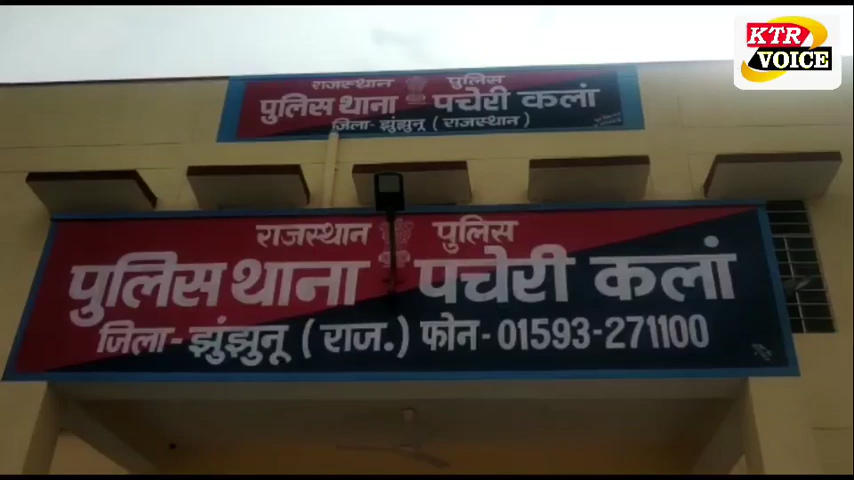 KTR
VOICE
राजस्थान पुलिस
पुलिस थाना पचेरी कलां
जिला - झुंझुनू ( राजस्थान )
राजस्थान पुलिस
पुलिस थाना पचेरी कलां
जिला - झुंझुनू ( राज. ) फोन - 01593-271100